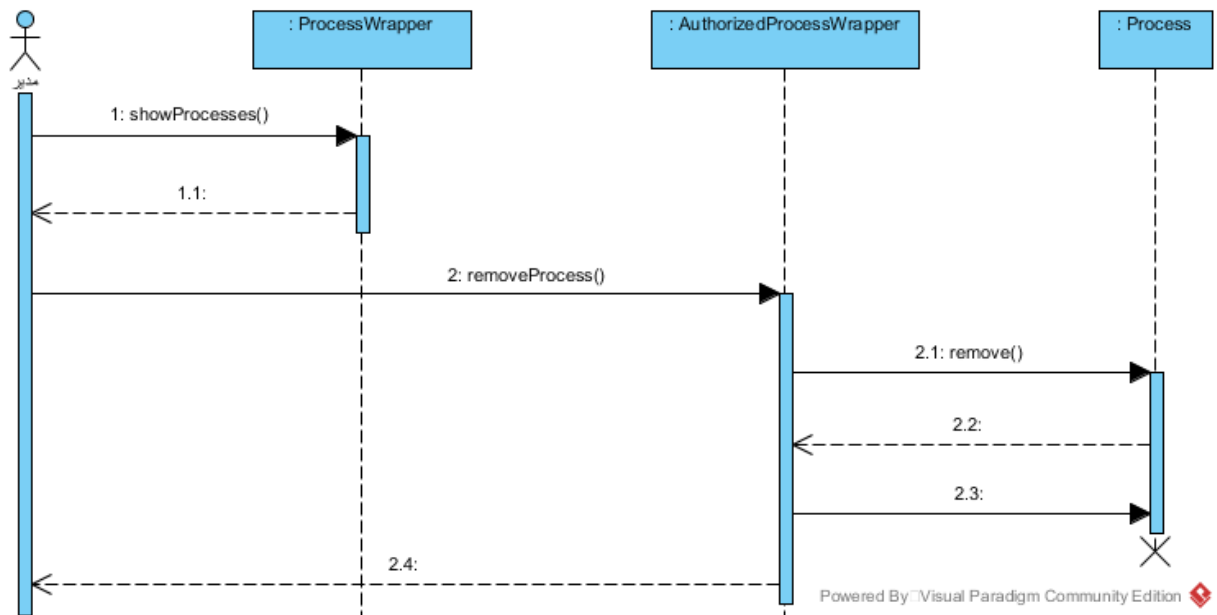 : ProcessWrapper
: AuthorizedProcessWrapper
: Process
مدیر
1: showProcesses()
1.1:
2: removeProcess()
2.1: remove()
2.2:
2.3:
2.4:
Powered By Visual Paradigm Community Edition